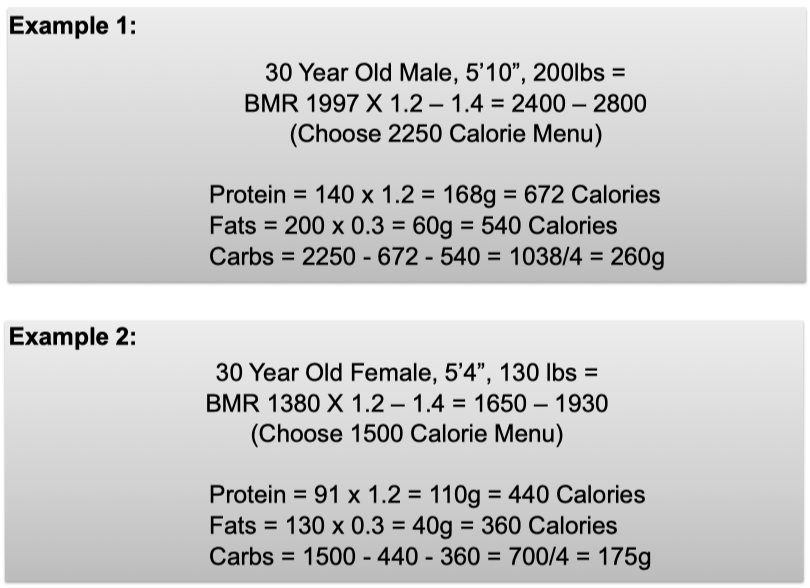 Example 1:
30 Year Old Male, 5’10”, 200lbs =
BMR 1997 X 1.2 – 1.4 = 2400 – 2800
(Choose 2250 Calorie Menu)
Protein = 140 x 1.2 = 168g = 672 Calories
Fats = 200 x 0.3 = 60g = 540 Calories
Carbs = 2250 - 672 - 540 = 1038/4 = 260g
Example 2:
30 Year Old Female, 5’4”, 130 lbs =
BMR 1380 X 1.2 – 1.4 = 1650 – 1930
(Choose 1500 Calorie Menu)
Protein = 91 x 1.2 = 110g = 440 Calories
Fats = 130 x 0.3 = 40g = 360 Calories
Carbs = 1500 - 440 - 360 = 700/4 = 175g